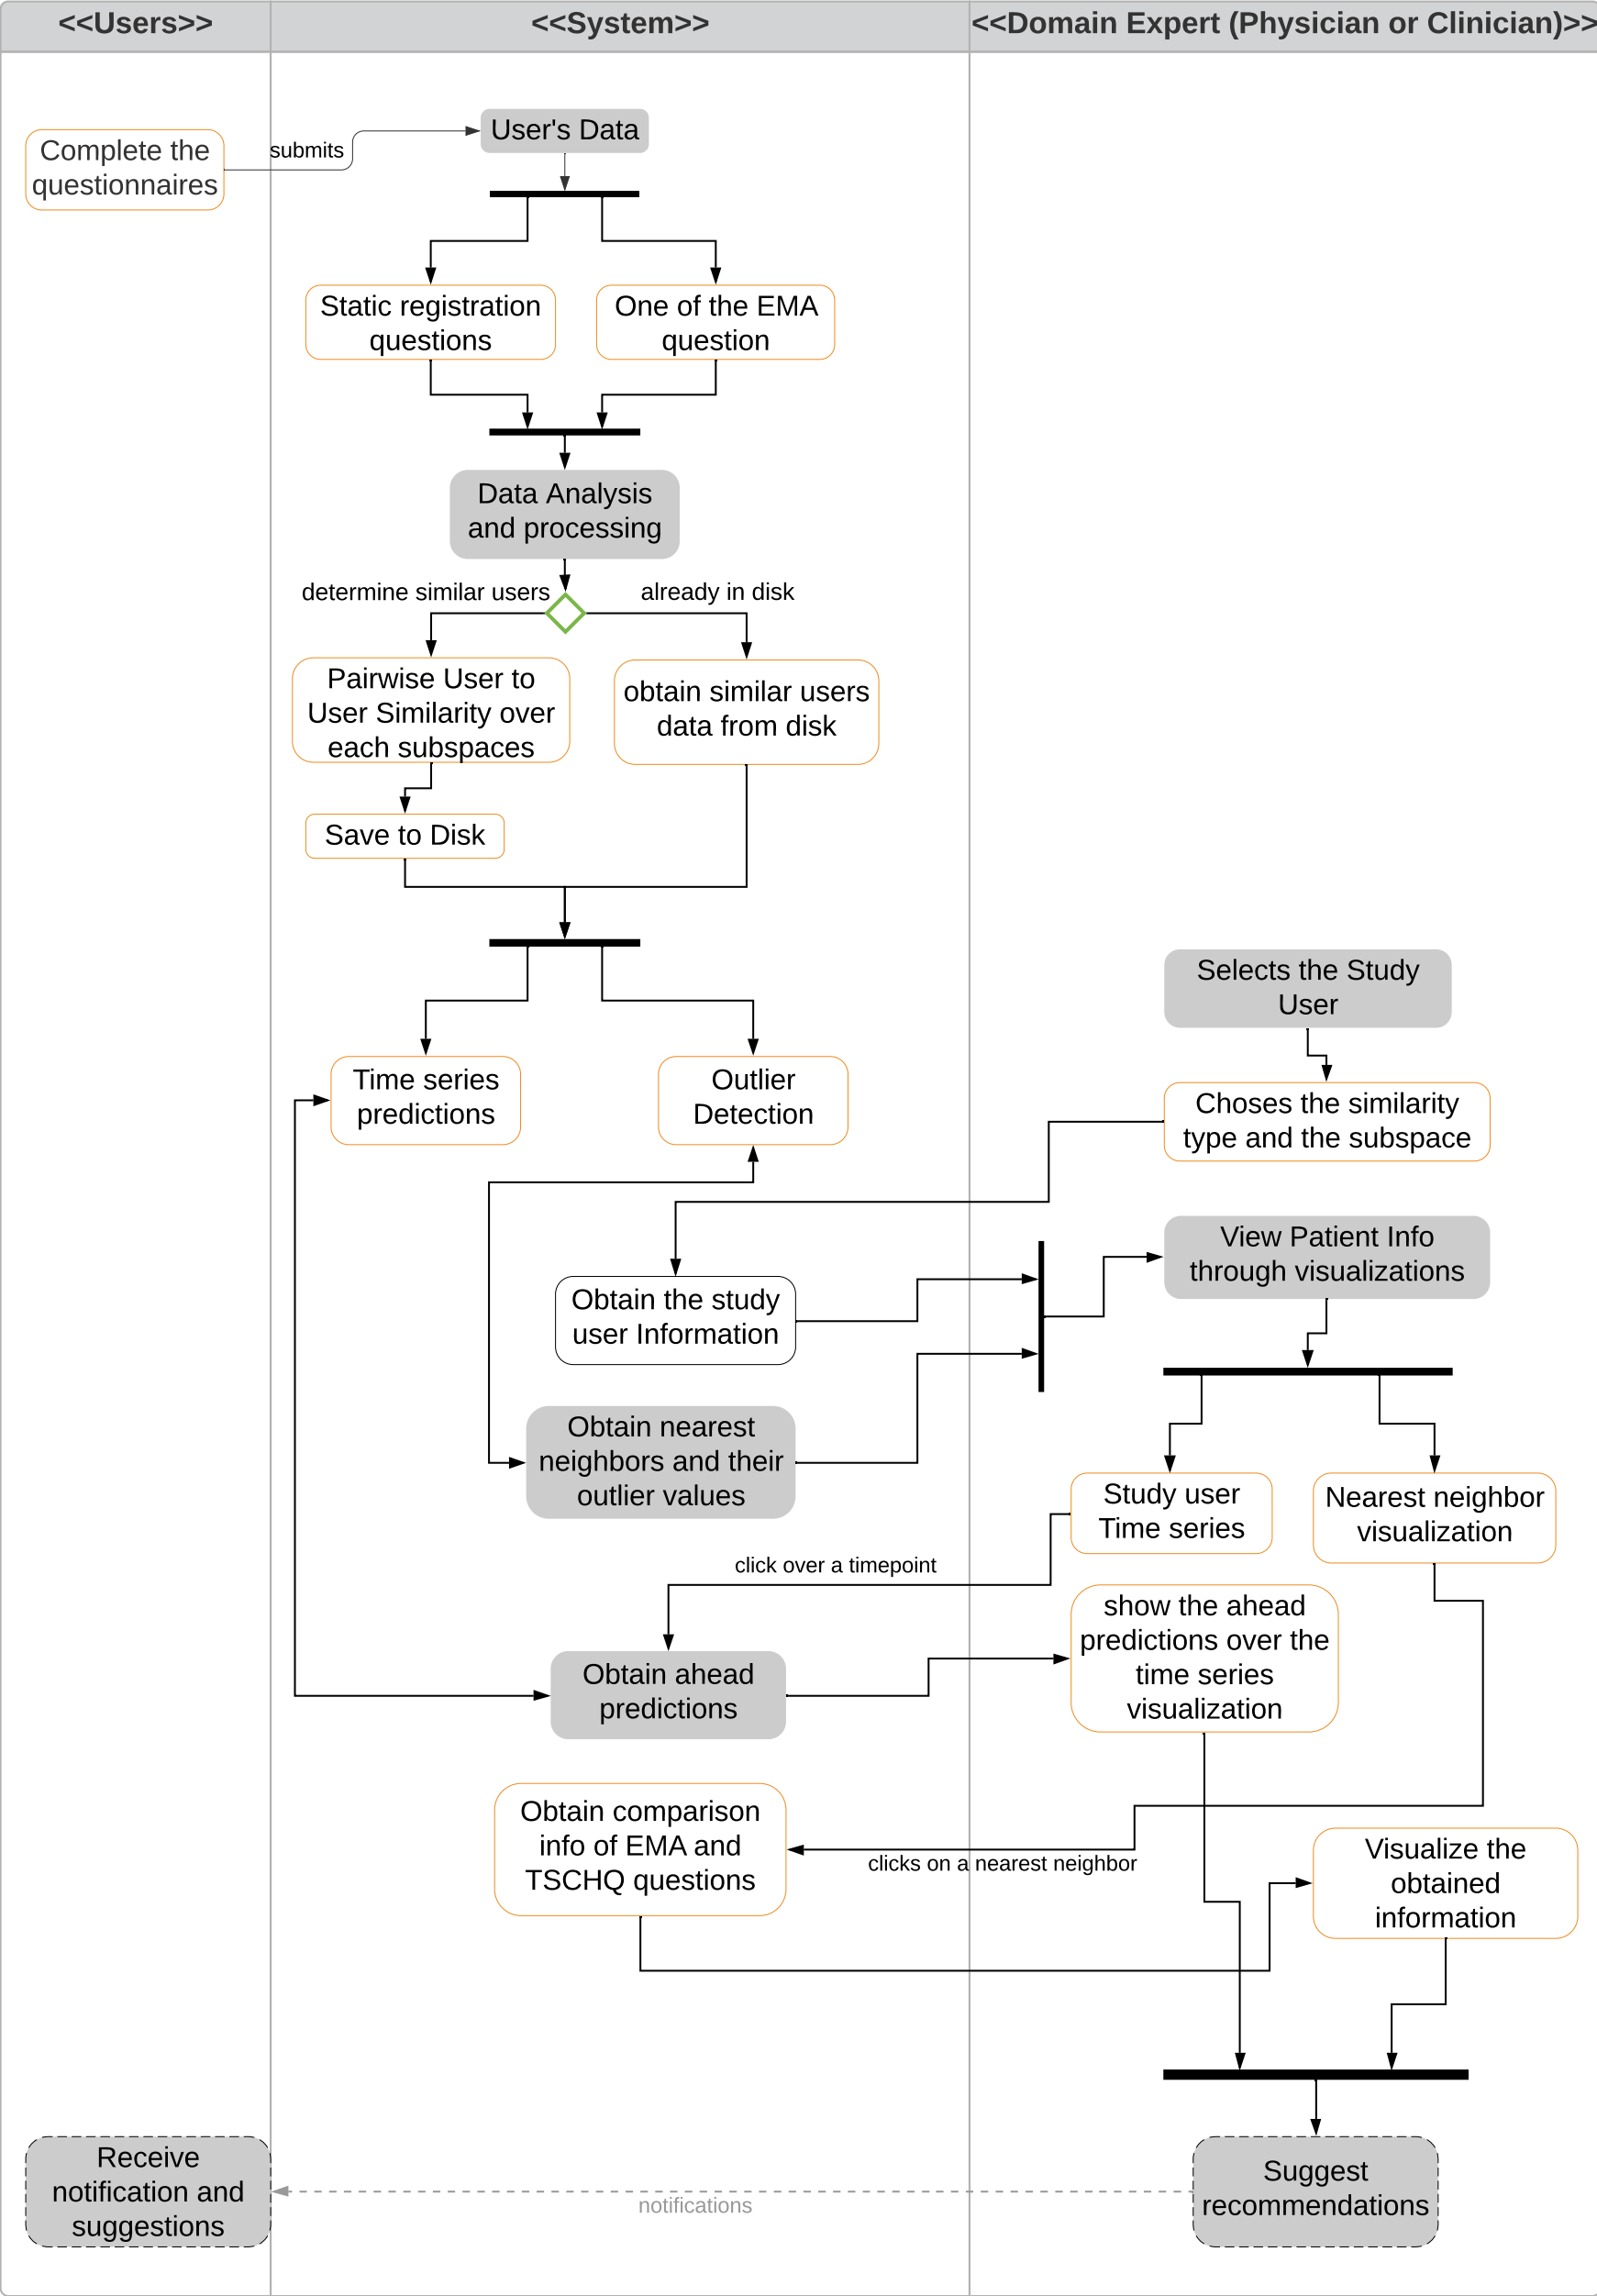 <<Users>>
<<System>>
<<Domain Expert (Physician or Clinician)>>
Complete the
questionnaires
submits
User's Data
Static registration
questions
One of the EMA
question
Data Analysis
and processing
determine similar users
already in disk
Pairwise User to
User Similarity over
each subspaces
obtain similar users
data from disk
Save to Disk
Selects the Study
User
Time series
predictions
Outlier
Detection
Choses the similarity
type and the subspace
View Patient Info
through visualizations
Obtain the study
user Information
Obtain nearest
neighbors and their
outlier values
Study user
Time series
Nearest neighbor
visualization
click over a timepoint
show the ahead
predictions over the
time series
visualization
Obtain ahead
predictions
Obtain comparison
info of EMA and
TSCHQ questions
clicks on a nearest neighbor
Visualize the
obtained
information
Receive
notification and
suggestions
notifications
Suggest
recommendations